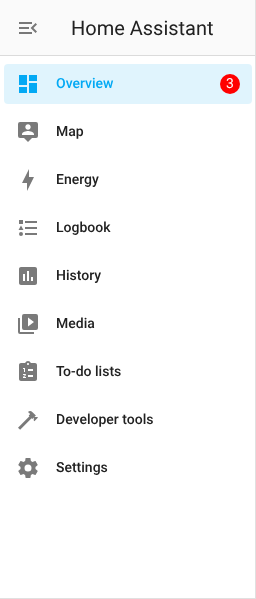 Home Assistant
Overview 3
Map
Energy
Logbook
History
Media
To-do lists
Developer tools
Settings